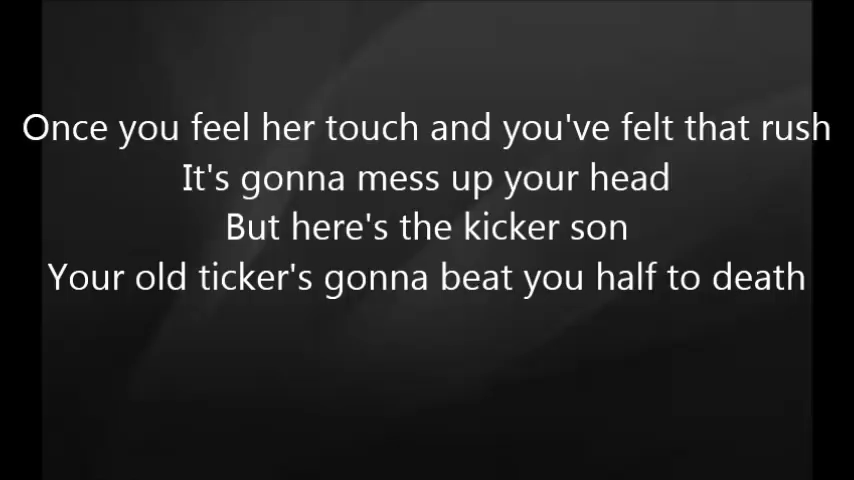 Once you feel her touch and you've felt that rush
It's gonna mess up your head
But here's the kicker son
Your old ticker's gonna beat you half to death